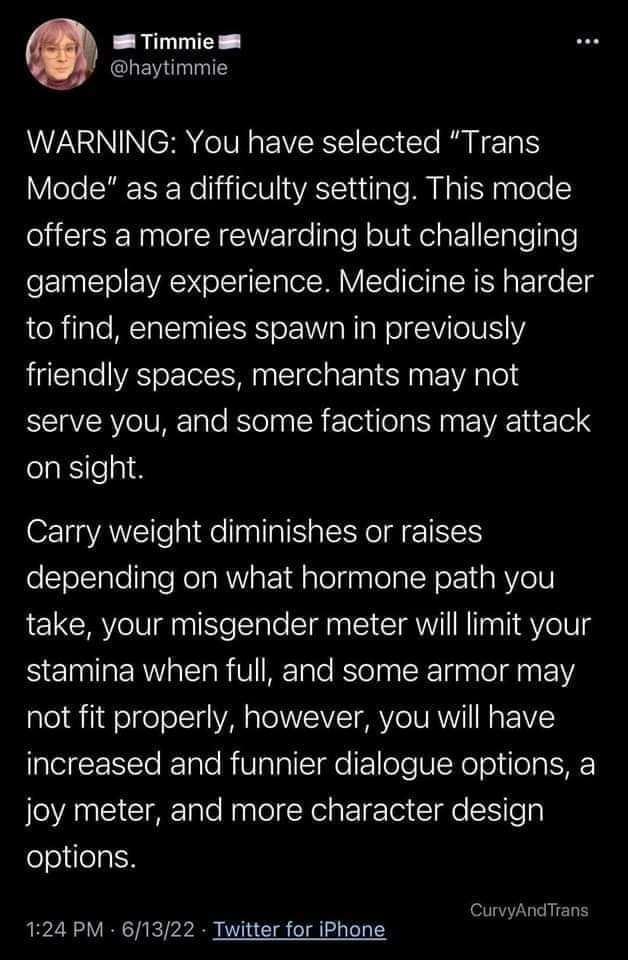 Timmie
@haytimmie
WARNING: You have selected “Trans
Mode” as a difficulty setting. This mode
offers a more rewarding but challenging
gameplay experience. Medicine is harder
to find, enemies spawn in previously
friendly spaces, merchants may not
serve you, and some factions may attack
on sight.
Carry weight diminishes or raises
depending on what hormone path you
take, your misgender meter will limit your
stamina when full, and some armor may
not fit properly, however, you will have
increased and funnier dialogue options, a
joy meter, and more character design
options.
CurvyAndTrans
1:24 PM · 6/13/22 · Twitter for iPhone